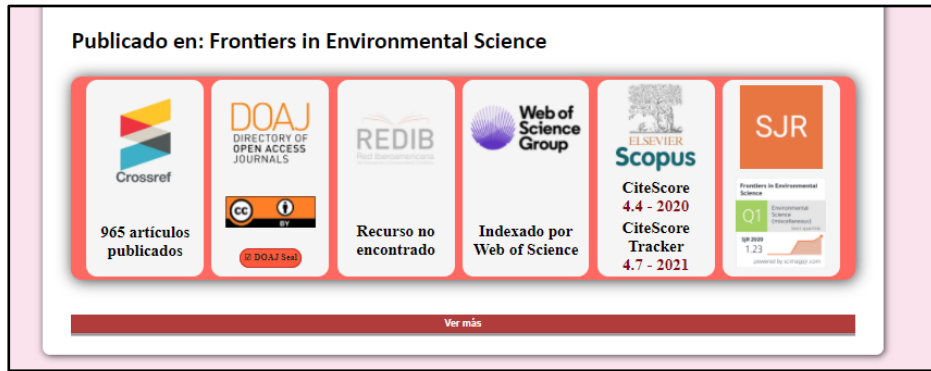 Publicado en: Frontiers in Environmental Science
Crossref
965 artículos
publicados
DOAJ
DIRECTORY OF
OPEN ACCESS
JOURNALS
cc
BY
☑ DOAJ Seal
REDIB
Red Iberoamericana
Recurso no
encontrado
Web of
Science
Group
Indexado por
Web of Science
ELSEVIER
Scopus
CiteScore
4.4 - 2020
CiteScore
Tracker
4.7 - 2021
SJR
Frontiers in Environmental
Science
Q1
Environmental
Science
(miscellaneous)
best quartile
SJR 2020
1.23
powered by scimagojr.com
Ver más